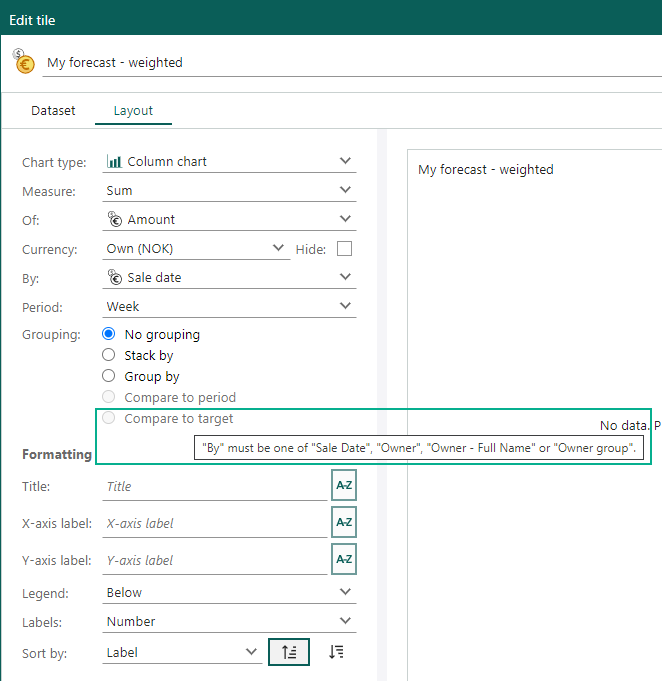 Edit tile
My forecast - weighted
Dataset Layout
Chart type: Column chart
My forecast - weighted
Measure: Sum
Of: Amount
Currency: Own (NOK) Hide:
By: Sale date
Period: Week
Grouping: No grouping
Stack by
Group by
Compare to period
Compare to target
No data. P
"By" must be one of "Sale Date", "Owner", "Owner - Full Name" or "Owner group".
Formatting
Title: Title A-Z
X-axis label: X-axis label A-Z
Y-axis label: Y-axis label A-Z
Legend: Below
Labels: Number
Sort by: Label